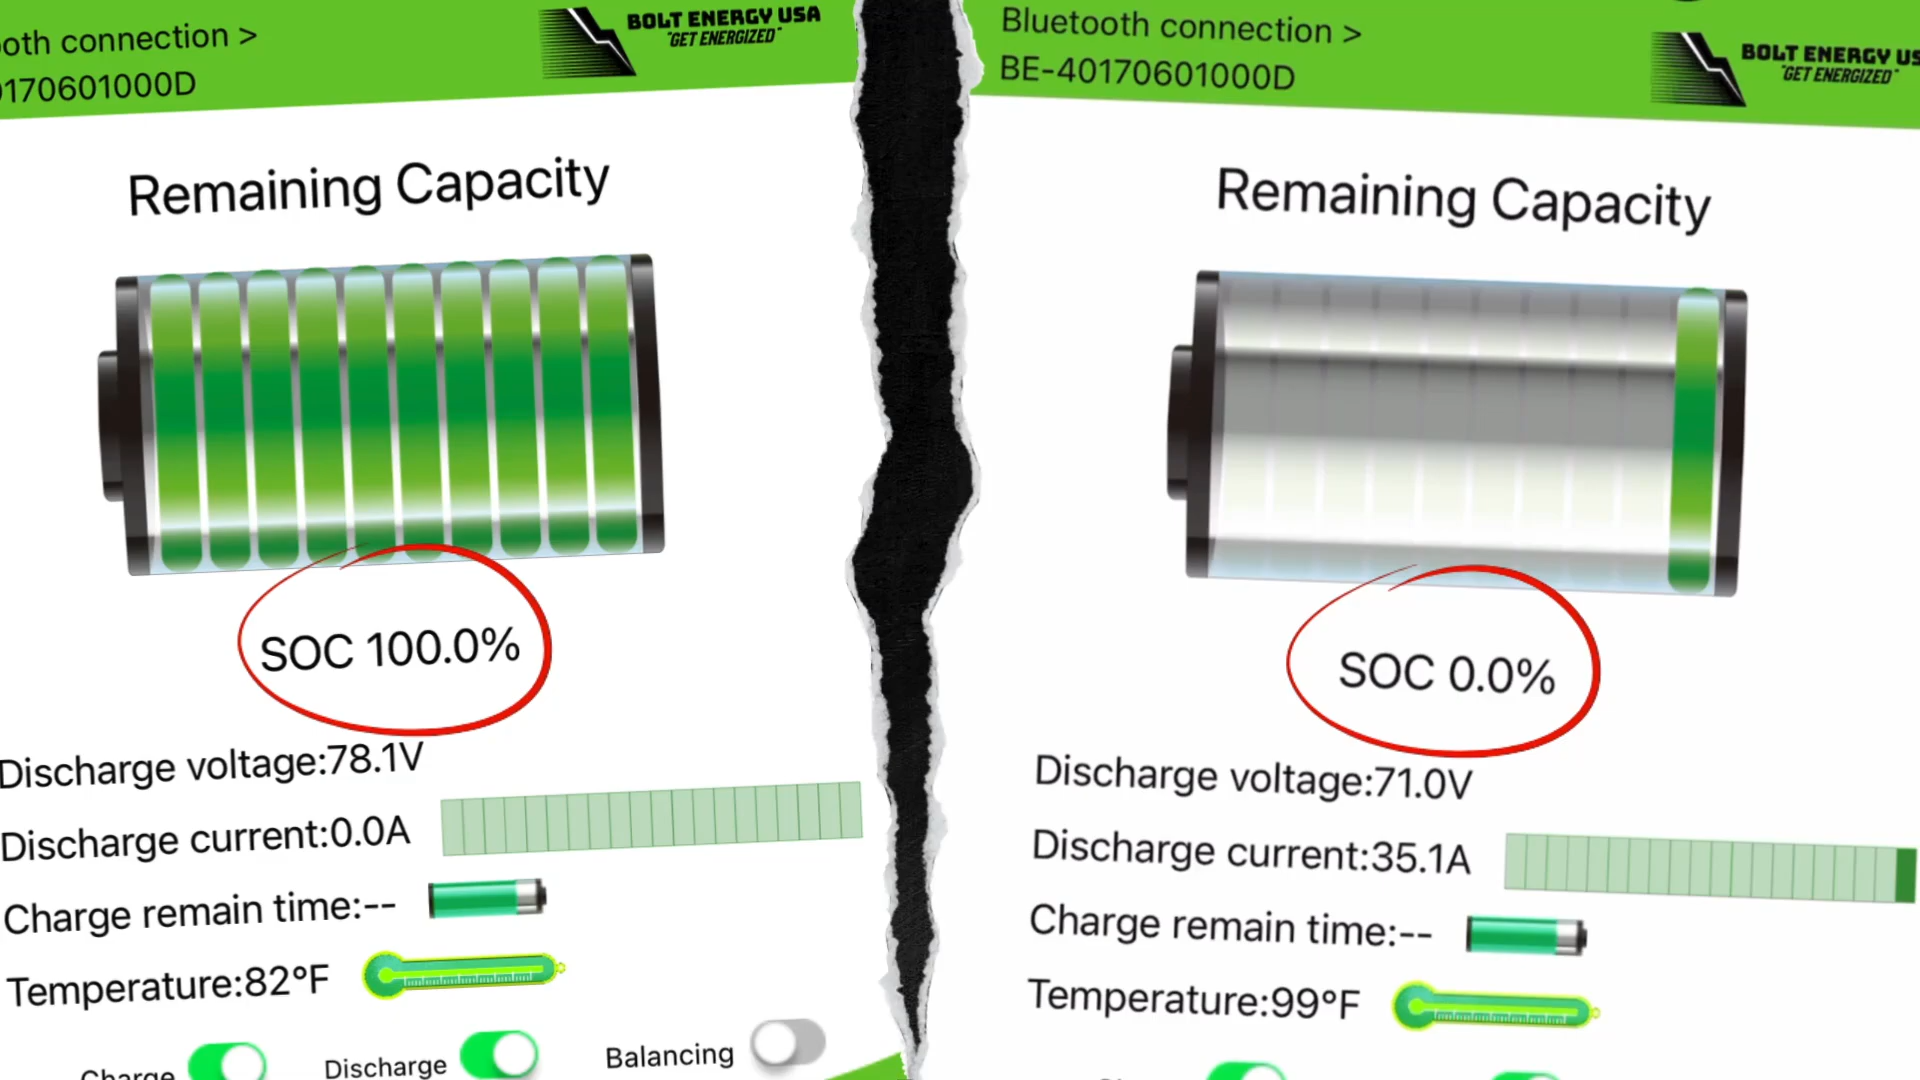 ooth connection >
0170601000D
BOLT ENERGY USA
"GET ENERGIZED"
Remaining Capacity
SOC 100.0%
Discharge voltage:78.1V
Discharge current:0.0A
Charge remain time:--
Temperature:82°F
Charge
Discharge
Balancing
Bluetooth connection >
BE-40170601000D
BOLT ENERGY US
"GET ENERGIZED"
Remaining Capacity
SOC 0.0%
Discharge voltage:71.0V
Discharge current:35.1A
Charge remain time:--
Temperature:99°F